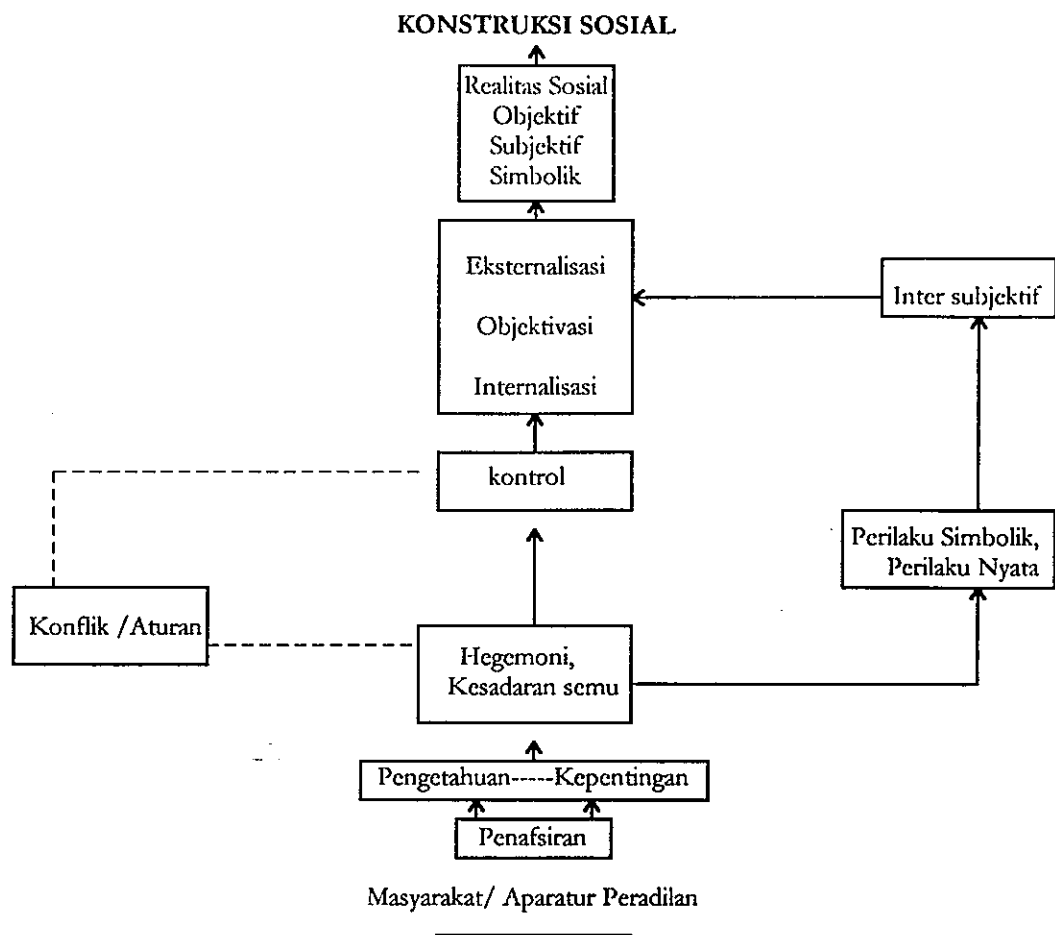 KONSTRUKSI SOSIAL
Realitas Sosial
Objektif
Subjektif
Simbolik
Eksternalisasi
Objektivasi
Internalisasi
Inter subjektif
kontrol
Perilaku Simbolik,
Perilaku Nyata
Konflik /Aturan
Hegemoni,
Kesadaran semu
Pengetahuan-----Kepentingan
Penafsiran
Masyarakat/ Aparatur Peradilan